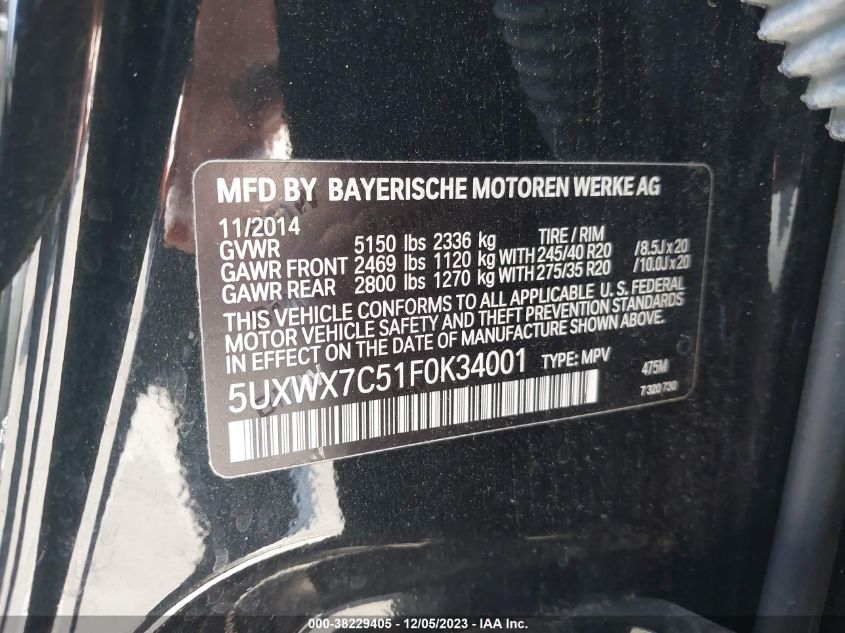 MFD BY BAYERISCHE MOTOREN WERKE AG
11/2014 TIRE / RIM
GVWR 5150 lbs 2336 kg
GAWR FRONT 2469 lbs 1120 kg WITH 245/40 R20 /8.5J x 20
GAWR REAR 2800 lbs 1270 kg WITH 275/35 R20 /10.0J x 20
THIS VEHICLE CONFORMS TO ALL APPLICABLE U.S. FEDERAL
MOTOR VEHICLE SAFETY AND THEFT PREVENTION STANDARDS
IN EFFECT ON THE DATE OF MANUFACTURE SHOWN ABOVE.
5UXWX7C51F0K34001 TYPE: MPV 475M
7 320 730
000-38229405 - 12/05/2023 - IAA Inc.